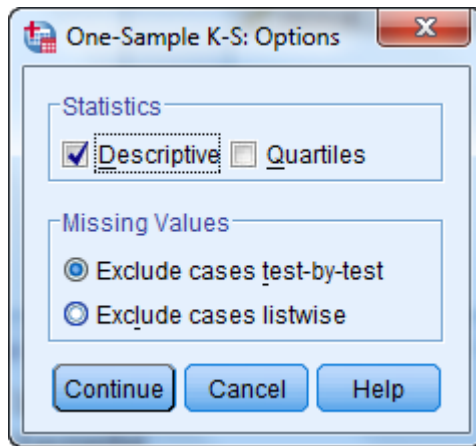 One-Sample K-S: Options
Statistics
Descriptive Quartiles
Missing Values
Exclude cases test-by-test
Exclude cases listwise
Continue Cancel Help